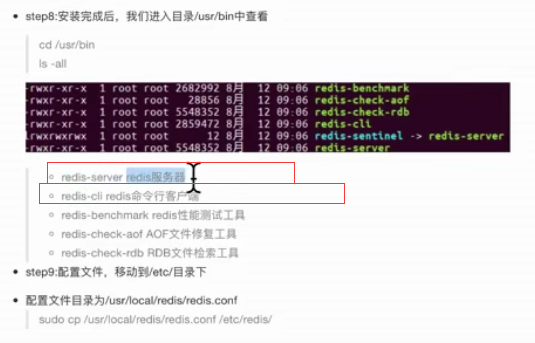 step8:安装完成后，我们进入目录/usr/bin中查看
cd /usr/bin
ls -all
-rwxr-xr-x 1 root root 2682992 8月 12 09:06 redis-benchmark
-rwxr-xr-x 1 root root 28856 8月 12 09:06 redis-check-aof
-rwxr-xr-x 1 root root 5548352 8月 12 09:06 redis-check-rdb
-rwxr-xr-x 1 root root 2859472 8月 12 09:06 redis-cli
lrwxrwxrwx 1 root root 12 8月 12 09:06 redis-sentinel -> redis-server
-rwxr-xr-x 1 root root 5548352 8月 12 09:06 redis-server
redis-server redis服务器
redis-cli redis命令行客户端
redis-benchmark redis性能测试工具
redis-check-aof AOF文件修复工具
redis-check-rdb RDB文件检索工具
step9:配置文件，移动到/etc/目录下
配置文件目录为/usr/local/redis/redis.conf
sudo cp /usr/local/redis/redis.conf /etc/redis/